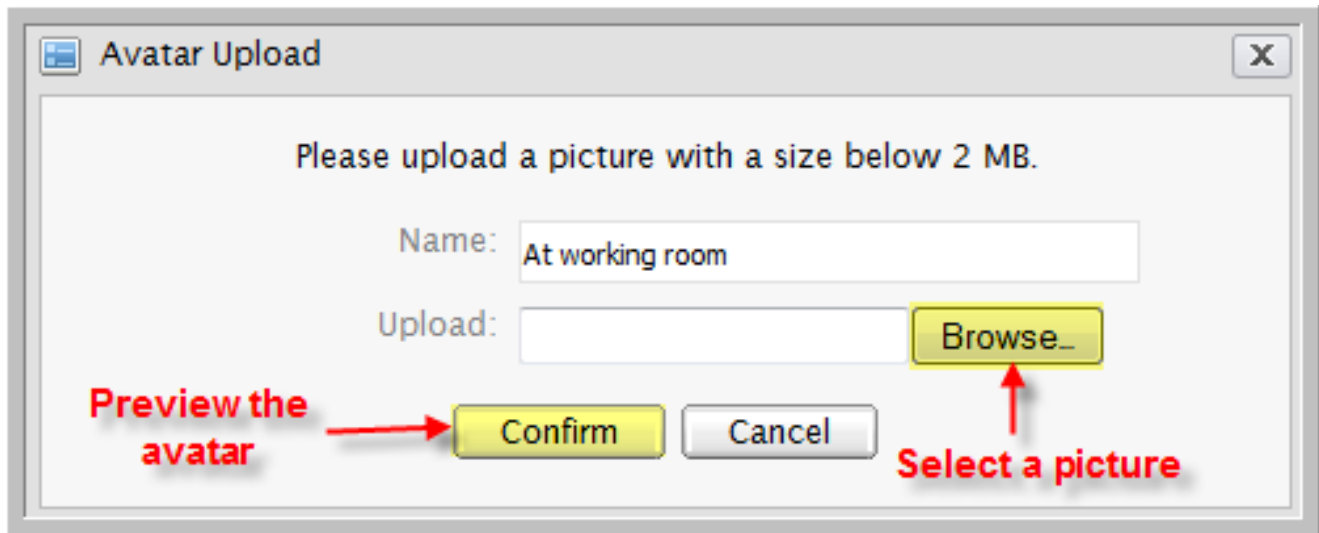 Avatar Upload X
Please upload a picture with a size below 2 MB.
Name: At working room
Upload: Browse...
Preview the
avatar
Confirm Cancel
Select a picture